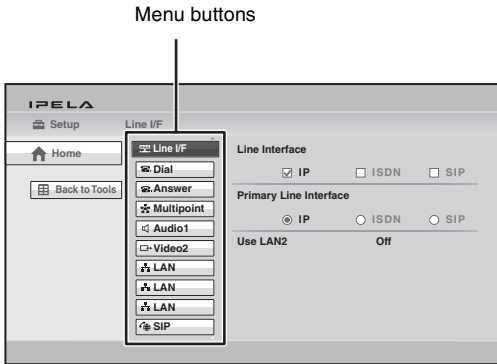 Menu buttons
IPELA
Setup
Line I/F
Home
Back to Tools
Line I/F
Dial
Answer
Multipoint
Audio1
Video2
LAN
LAN
LAN
SIP
Line Interface
IP ISDN SIP
Primary Line Interface
IP ISDN SIP
Use LAN2 Off